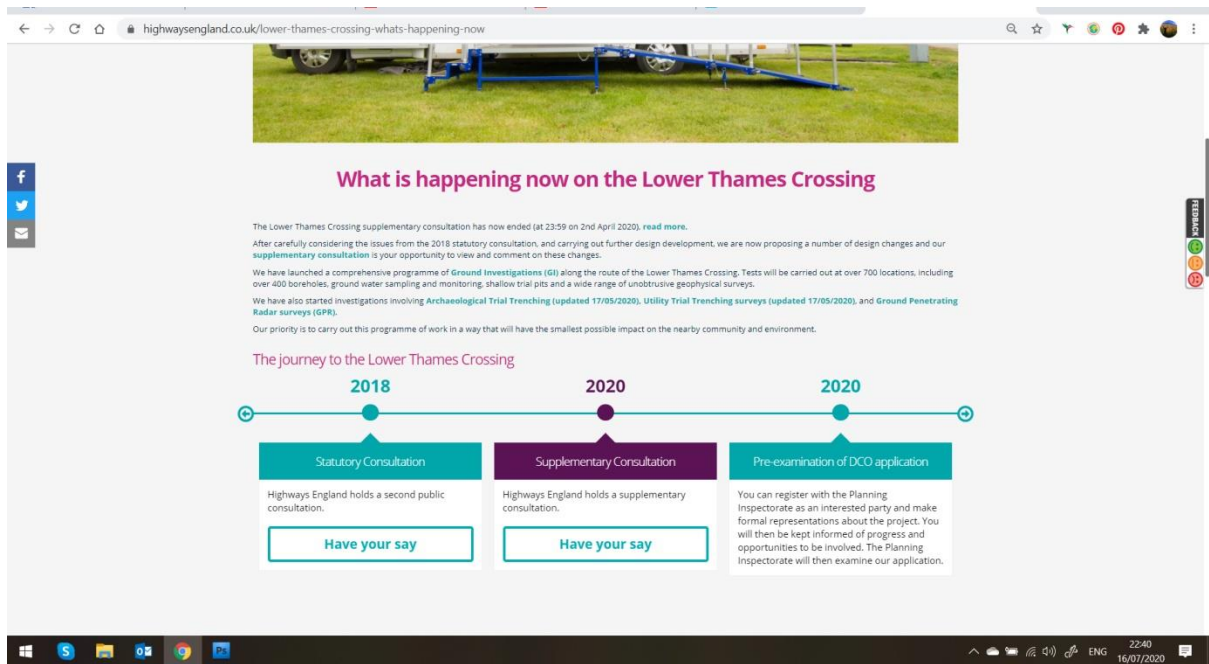 highwaysengland.co.uk/lower-thames-crossing-whats-happening-now
What is happening now on the Lower Thames Crossing
The Lower Thames Crossing supplementary consultation has now ended (at 23:59 on 2nd April 2020). read more.
After carefully considering the issues from the 2018 statutory consultation, and carrying out further design development, we are now proposing a number of design changes and our
supplementary consultation is your opportunity to view and comment on these changes.
We have launched a comprehensive programme of Ground Investigations (GI) along the route of the Lower Thames Crossing. Tests will be carried out at over 700 locations, including
over 400 boreholes, ground water sampling and monitoring, shallow trial pits and a wide range of unobtrusive geophysical surveys.
We have also started investigations involving Archaeological Trial Trenching (updated 17/05/2020), Utility Trial Trenching surveys (updated 17/05/2020), and Ground Penetrating
Radar surveys (GPR).
Our priority is to carry out this programme of work in a way that will have the smallest possible impact on the nearby community and environment.
FEEDBACK
The journey to the Lower Thames Crossing
2018
2020
2020
Statutory Consultation
Highways England holds a second public
consultation.
Have your say
Supplementary Consultation
Highways England holds a supplementary
consultation.
Have your say
Pre-examination of DCO application
You can register with the Planning
Inspectorate as an interested party and make
formal representations about the project. You
will then be kept informed of progress and
opportunities to be involved. The Planning
Inspectorate will then examine our application.
ENG
22:40
16/07/2020